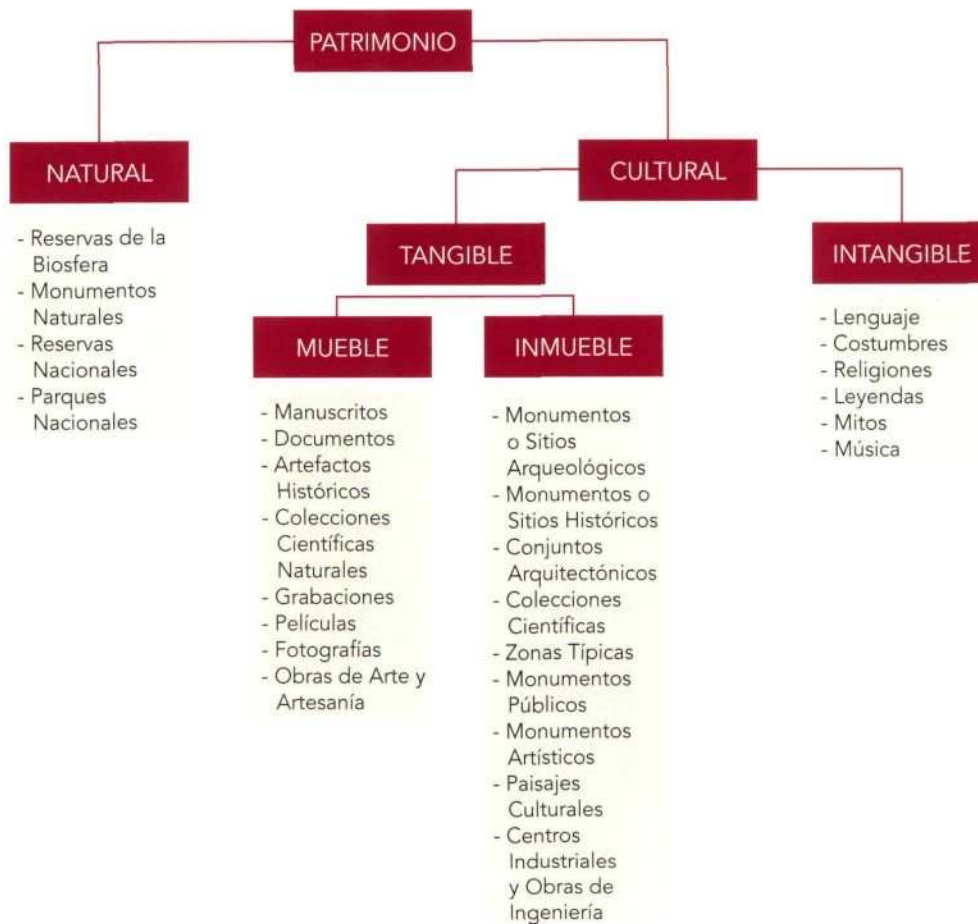 PATRIMONIO
NATURAL
- Reservas de la
Biosfera
- Monumentos
Naturales
- Reservas
Nacionales
- Parques
Nacionales
CULTURAL
TANGIBLE
MUEBLE
- Manuscritos
- Documentos
- Artefactos
Históricos
- Colecciones
Científicas
Naturales
- Grabaciones
- Películas
- Fotografías
- Obras de Arte y
Artesanía
INMUEBLE
- Monumentos
o Sitios
Arqueológicos
- Monumentos o
Sitios Históricos
- Conjuntos
Arquitectónicos
- Colecciones
Científicas
- Zonas Típicas
- Monumentos
Públicos
- Monumentos
Artísticos
- Paisajes
Culturales
- Centros
Industriales
y Obras de
Ingeniería
INTANGIBLE
- Lenguaje
- Costumbres
- Religiones
- Leyendas
- Mitos
- Música